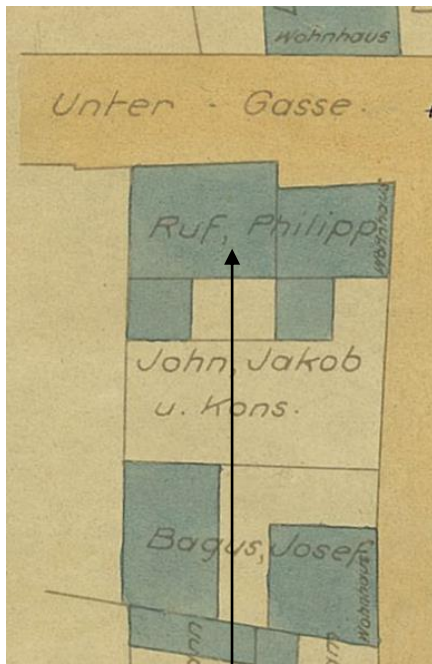 Wohnhaus
Unter - Gasse.
Ruf, Philipp
Wohnhaus
John, Jakob
u. Kons.
Bagus, Josef
Wohnhaus